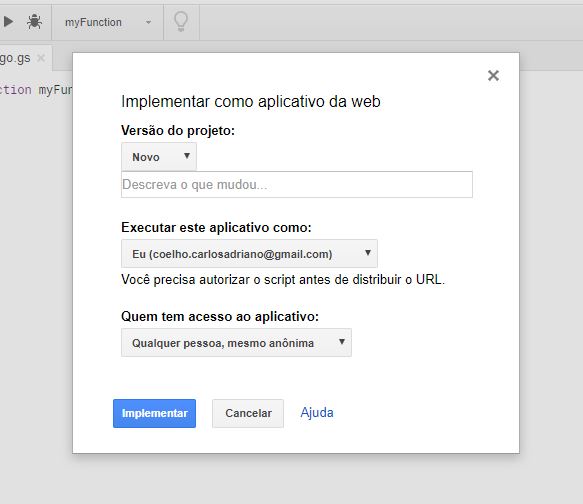 myFunction
go.gs
ction myFun
Implementar como aplicativo da web
Versão do projeto:
Novo
Descreva o que mudou...
Executar este aplicativo como:
Eu (coelho.carlosadriano@gmail.com)
Você precisa autorizar o script antes de distribuir o URL.
Quem tem acesso ao aplicativo:
Qualquer pessoa, mesmo anônima
Implementar Cancelar Ajuda